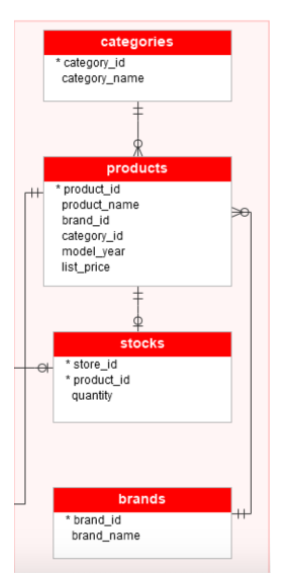 categories
* category_id
category_name
products
* product_id
product_name
brand_id
category_id
model_year
list_price
stocks
* store_id
* product_id
quantity
brands
* brand_id
brand_name